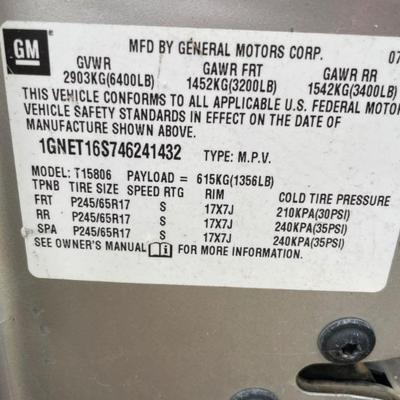 GM MFD BY GENERAL MOTORS CORP. 07
GVWR GAWR FRT GAWR RR
2903KG(6400LB) 1452KG(3200LB) 1542KG(3400LB)
THIS VEHICLE CONFORMS TO ALL APPLICABLE U.S. FEDERAL MOTOR
VEHICLE SAFETY STANDARDS IN EFFECT ON THE DATE OF
MANUFACTURE SHOWN ABOVE.
1GNET16S746241432 TYPE: M.P.V.
MODEL: T15806 PAYLOAD = 615KG(1356LB)
TPNB TIRE SIZE SPEED RTG RIM COLD TIRE PRESSURE
FRT P245/65R17 S 17X7J 210KPA(30PSI)
RR P245/65R17 S 17X7J 240KPA(35PSI)
SPA P245/65R17 S 17X7J 240KPA(35PSI)
SEE OWNER'S MANUAL FOR MORE INFORMATION.